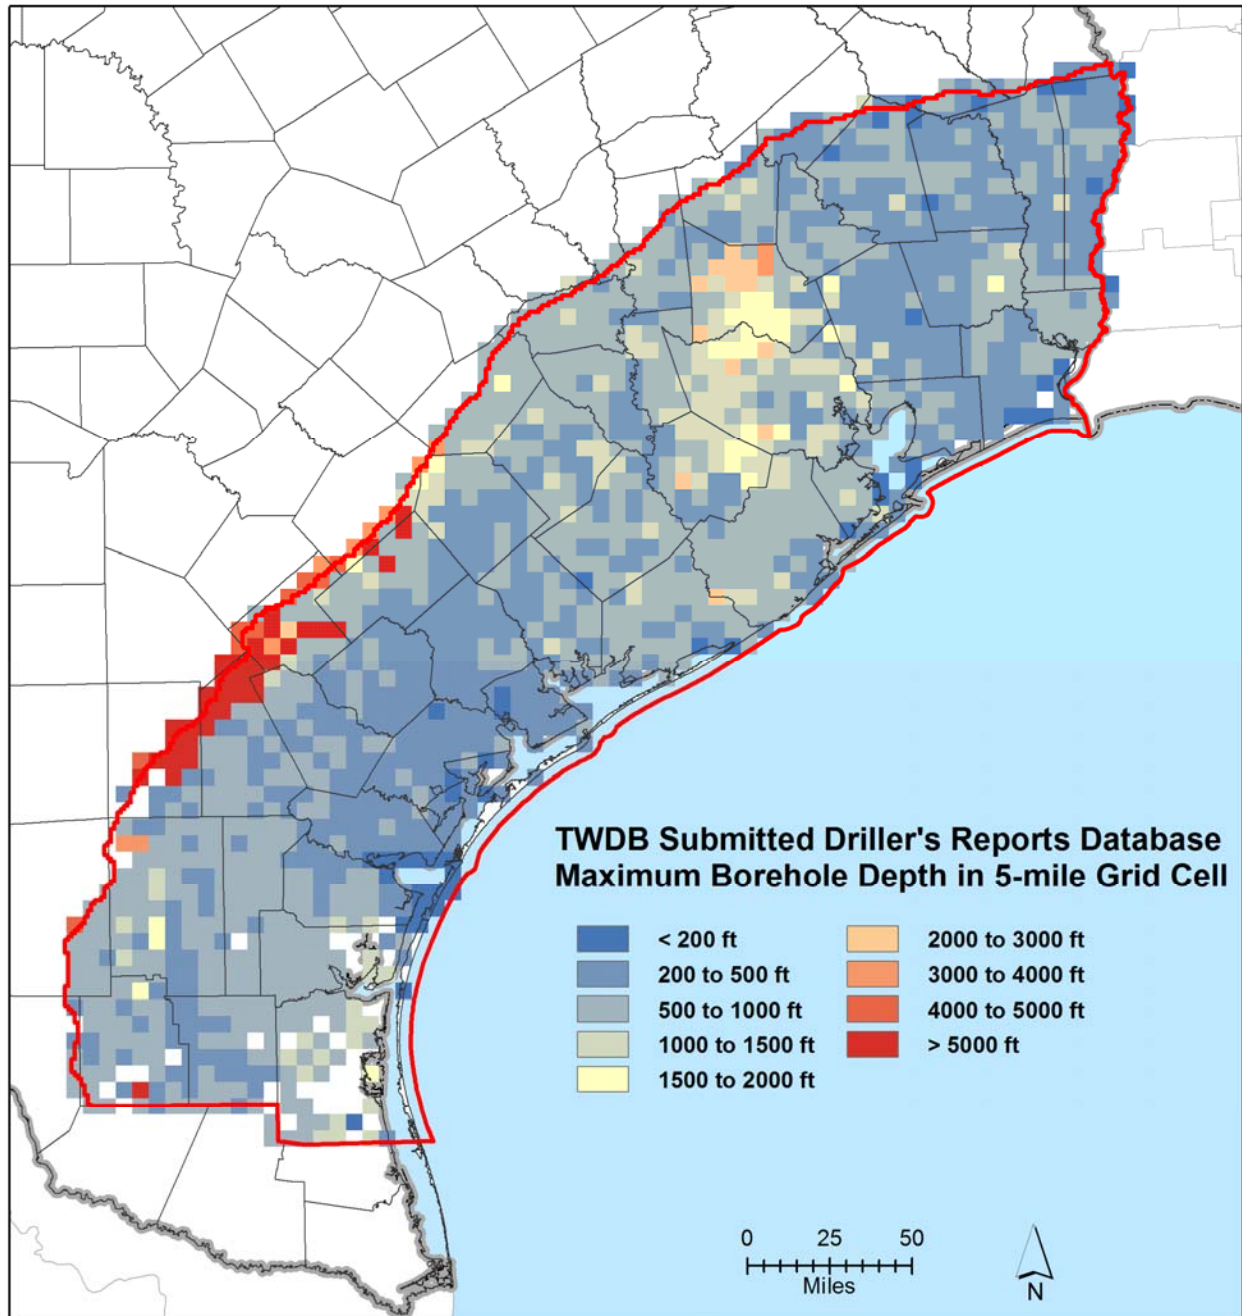 TWDB Submitted Driller's Reports Database
Maximum Borehole Depth in 5-mile Grid Cell
< 200 ft
200 to 500 ft
500 to 1000 ft
1000 to 1500 ft
1500 to 2000 ft
2000 to 3000 ft
3000 to 4000 ft
4000 to 5000 ft
> 5000 ft
0 25 50
Miles
N